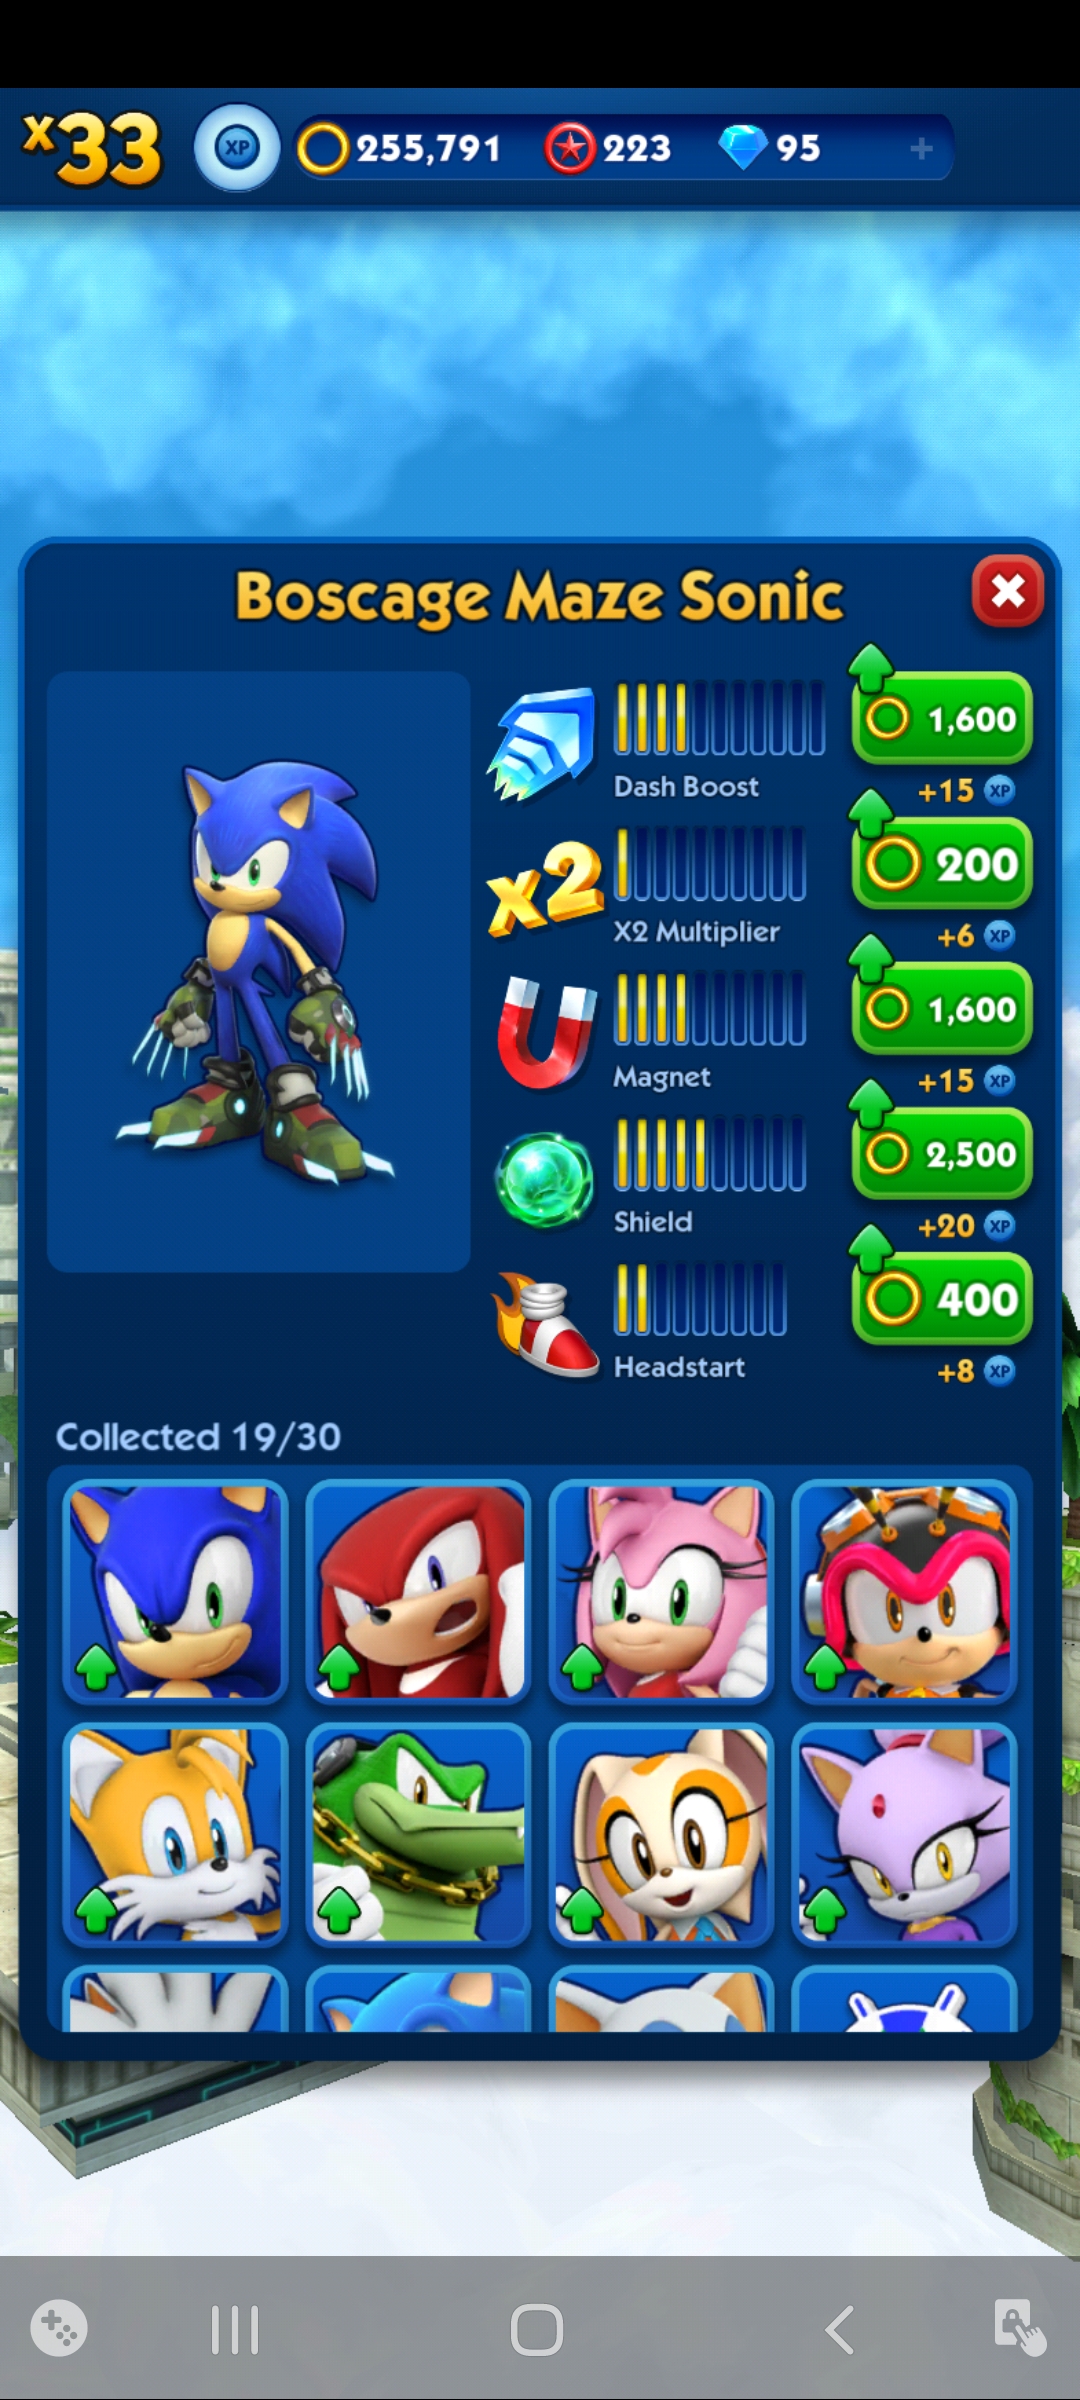 x33 XP 255,791 223 95 +
Boscage Maze Sonic
1,600
Dash Boost
+15 XP
x2
200
X2 Multiplier
+6 XP
1,600
Magnet
+15 XP
2,500
Shield
+20 XP
400
Headstart
+8 XP
Collected 19/30